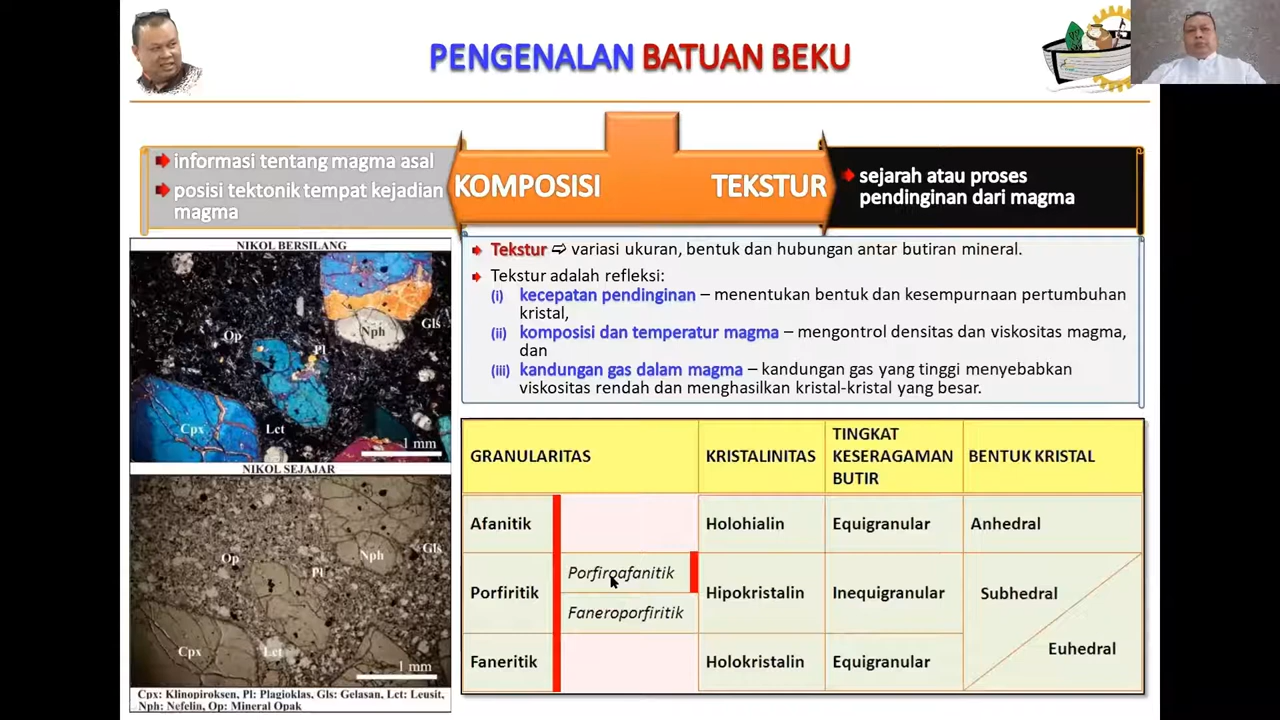 PENGENALAN BATUAN BEKU
informasi tentang magma asal
posisi tektonik tempat kejadian
magma
KOMPOSISI
TEKSTUR
sejarah atau proses
pendinginan dari magma
NIKOL BERSILANG
Op
Nph
Gls
Pl
Cpx
Lct
1 mm
NIKOL SEJAJAR
Op
Nph
Gls
Pl
Cpx
Lct
1 mm
Cpx: Klinopiroksen, Pl: Plagioklas, Gls: Gelasan, Lct: Leusit,
Nph: Nefelin, Op: Mineral Opak
Tekstur ⇨ variasi ukuran, bentuk dan hubungan antar butiran mineral.
Tekstur adalah refleksi:
(i) kecepatan pendinginan – menentukan bentuk dan kesempurnaan pertumbuhan
kristal,
(ii) komposisi dan temperatur magma – mengontrol densitas dan viskositas magma,
dan
(iii) kandungan gas dalam magma – kandungan gas yang tinggi menyebabkan
viskositas rendah dan menghasilkan kristal-kristal yang besar.
GRANULARITAS
KRISTALINITAS
TINGKAT
KESERAGAMAN
BUTIR
BENTUK KRISTAL
Afanitik
Holohialin
Equigranular
Anhedral
Porfiritik
Porfiroafanitik
Faneroporfiritik
Hipokristalin
Inequigranular
Subhedral
Euhedral
Faneritik
Holokristalin
Equigranular